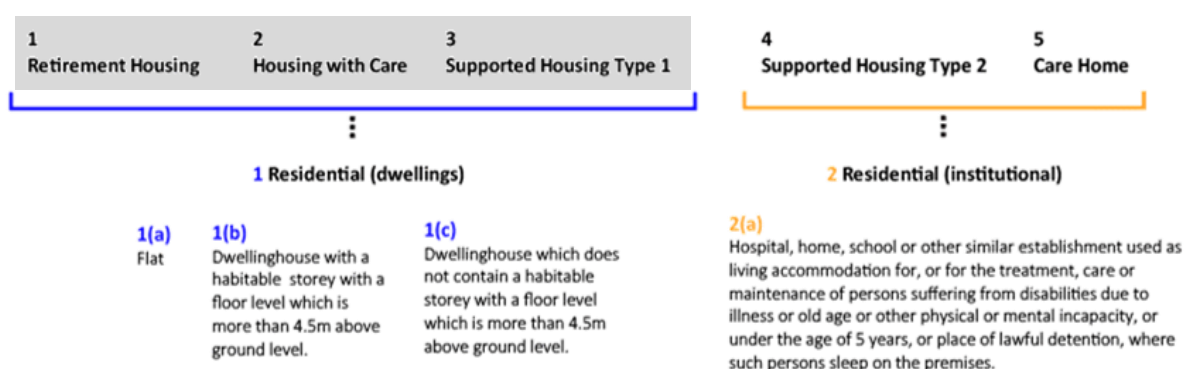 1
Retirement Housing
2
Housing with Care
3
Supported Housing Type 1
4
Supported Housing Type 2
5
Care Home
1 Residential (dwellings)
2 Residential (institutional)
1(a)
Flat
1(b)
Dwellinghouse with a
habitable storey with a
floor level which is
more than 4.5m above
ground level.
1(c)
Dwellinghouse which does
not contain a habitable
storey with a floor level
which is more than 4.5m
above ground level.
2(a)
Hospital, home, school or other similar establishment used as
living accommodation for, or for the treatment, care or
maintenance of persons suffering from disabilities due to
illness or old age or other physical or mental incapacity, or
under the age of 5 years, or place of lawful detention, where
such persons sleep on the premises.